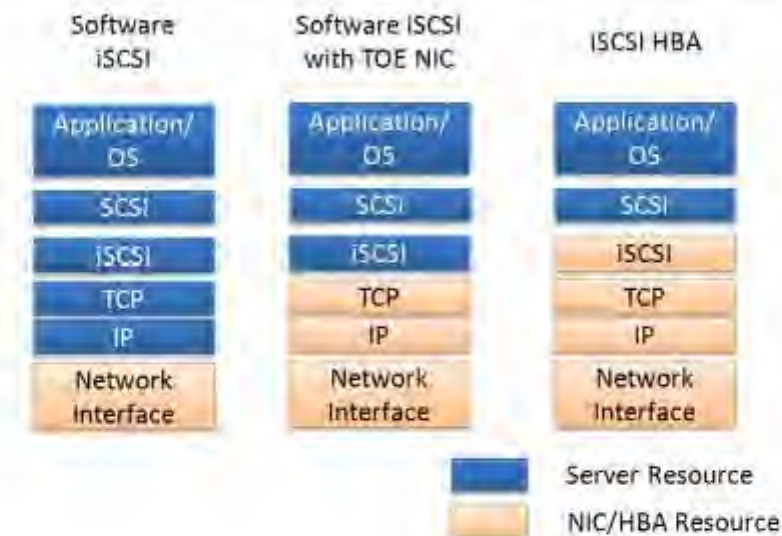 Software
iSCSI
Application/
OS
SCSI
iSCSI
TCP
IP
Network
Interface
Software iSCSI
with TOE NIC
Application/
OS
SCSI
iSCSI
TCP
IP
Network
Interface
iSCSI HBA
Application/
OS
SCSI
iSCSI
TCP
IP
Network
Interface
Server Resource
NIC/HBA Resource